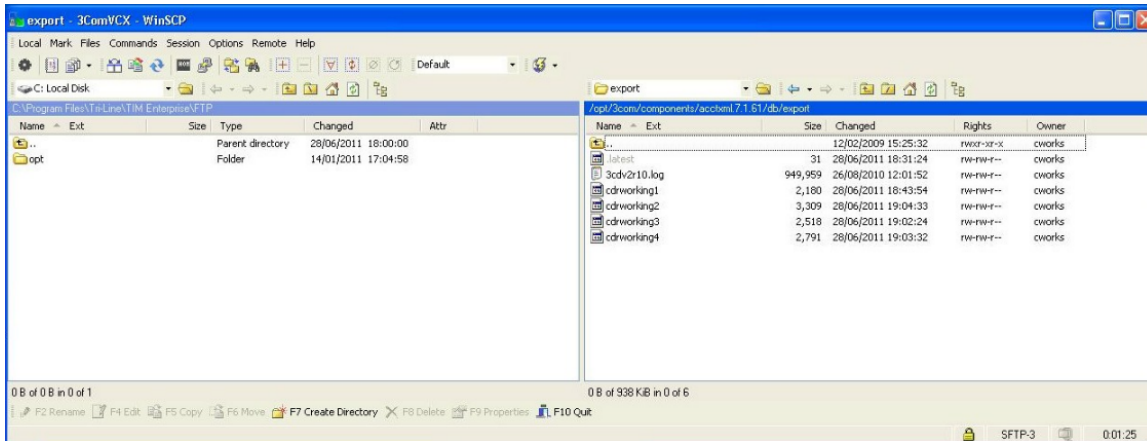 export - 3ComVCX - WinSCP
Local Mark Files Commands Session Options Remote Help
Default
C: Local Disk
export
C:\Program Files\Tri-Line\TIM Enterprise\FTP
/opt/3com/components/acctxml.7.1.61/db/export
Name Ext Size Type Changed Attr
Name Ext Size Changed Rights Owner
.. Parent directory 28/06/2011 18:00:00
opt Folder 14/01/2011 17:04:58
.. 12/02/2009 15:25:32 rwxr-xr-x cworks
.latest 31 28/06/2011 18:31:24 rw-rw-r-- cworks
3cdv2r10.log 949,959 26/08/2010 12:01:52 rw-rw-r-- cworks
cdrworking1 2,180 28/06/2011 18:43:54 rw-rw-r-- cworks
cdrworking2 3,309 28/06/2011 19:04:33 rw-rw-r-- cworks
cdrworking3 2,518 28/06/2011 19:02:24 rw-rw-r-- cworks
cdrworking4 2,791 28/06/2011 19:03:32 rw-rw-r-- cworks
0 B of 0 B in 0 of 1
0 B of 938 KiB in 0 of 6
F2 Rename F4 Edit F5 Copy F6 Move F7 Create Directory F8 Delete F9 Properties F10 Quit
SFTP-3 0:01:25